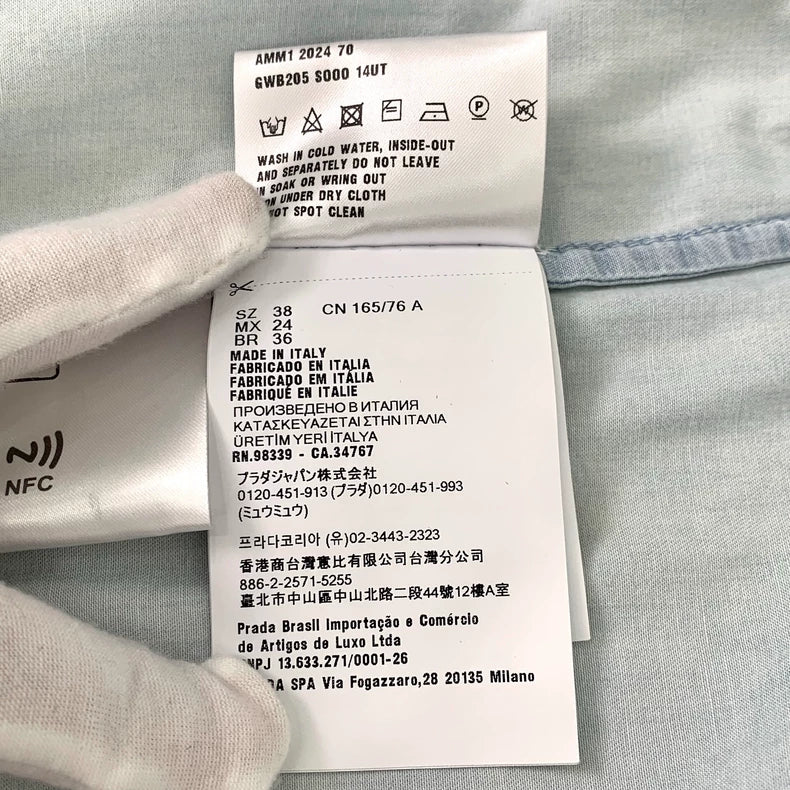 AMM1 2024 70
GWB205 S000 14UT
WASH IN COLD WATER, INSIDE-OUT
AND SEPARATELY DO NOT LEAVE
IN SOAK OR WRING OUT
UNDER DRY CLOTH
NOT SPOT CLEAN
SZ 38 CN 165/76 A
MX 24
BR 36
MADE IN ITALY
FABRICADO EN ITALIA
FABRICADO EM ITÁLIA
FABRIQUÉ EN ITALIE
ПРОИЗВЕДЕНО В ИТАЛИЯ
ΚΑΤΑΣΚΕΥΑΖΕΤΑΙ ΣΤΗΝ ΙΤΑΛΙΑ
ÜRETİM YERİ İTALYA
RN.98339 - CA.34767
プラダジャパン株式会社
0120-451-913 (プラダ)0120-451-993
(ミュウミュウ)
프라다코리아 (유)02-3443-2323
香港商台灣意比有限公司台灣分公司
886-2-2571-5255
臺北市中山區中山北路二段44號12樓A室
Prada Brasil Importação e Comércio
de Artigos de Luxo Ltda
CNPJ 13.633.271/0001-26
SPA Via Fogazzaro,28 20135 Milano
NFC